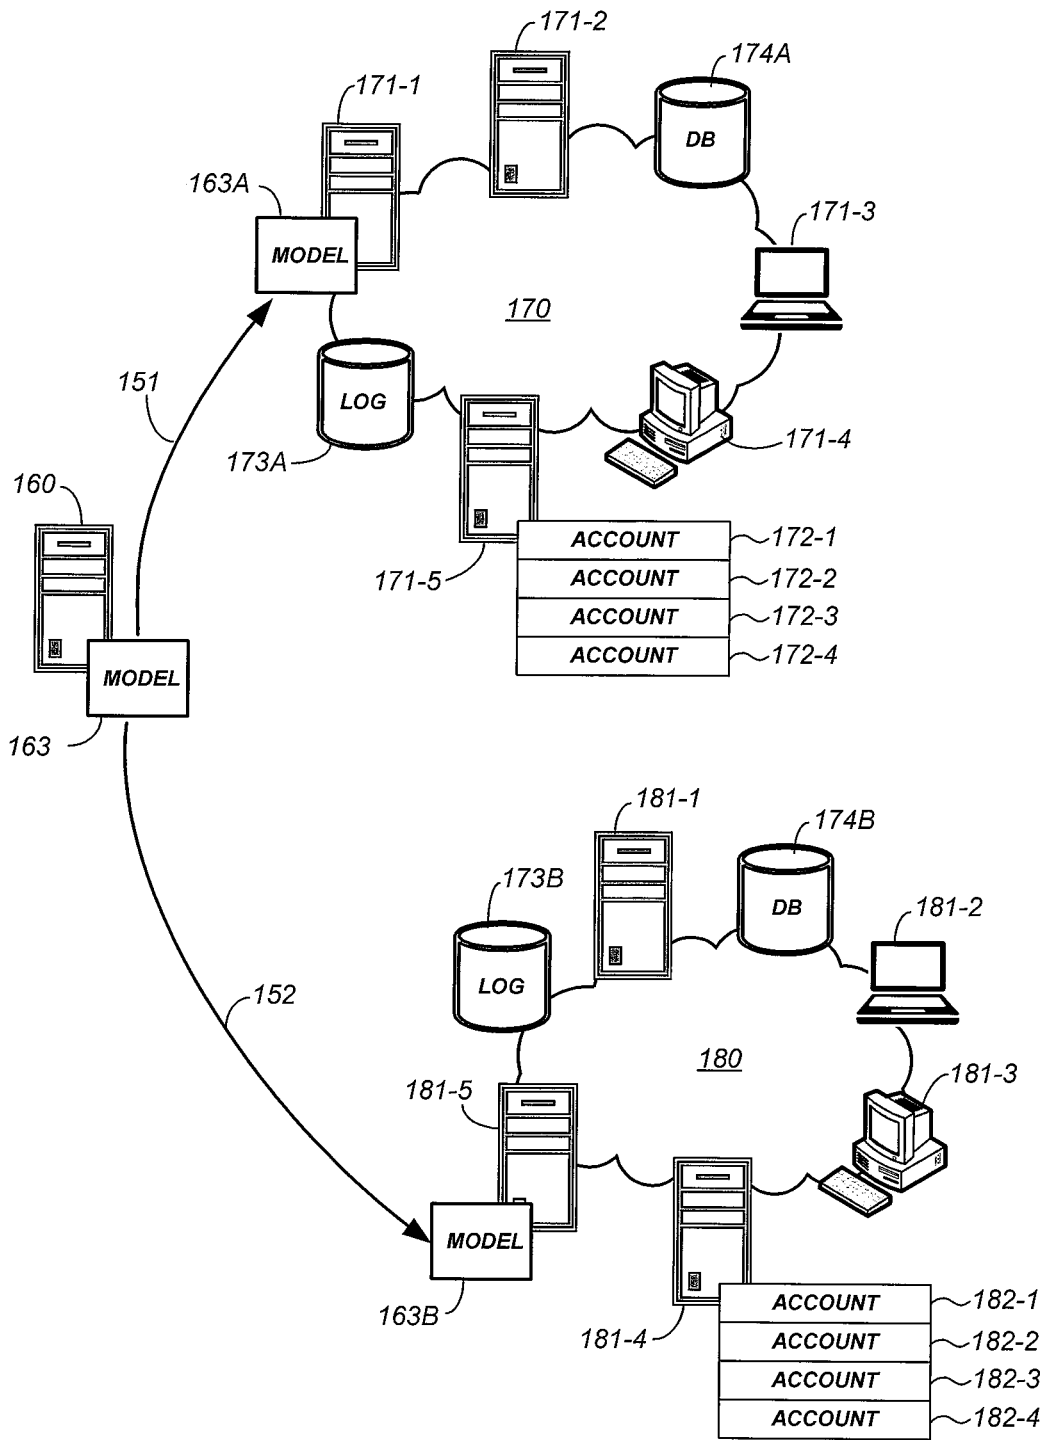 171-2
174A
171-1
DB
163A
171-3
MODEL
170
151
LOG
171-4
173A
160
ACCOUNT 172-1
171-5
ACCOUNT 172-2
ACCOUNT 172-3
ACCOUNT 172-4
MODEL
163
181-1
174B
173B
DB
181-2
LOG
152
180
181-3
181-5
MODEL
163B
181-4
ACCOUNT 182-1
ACCOUNT 182-2
ACCOUNT 182-3
ACCOUNT 182-4